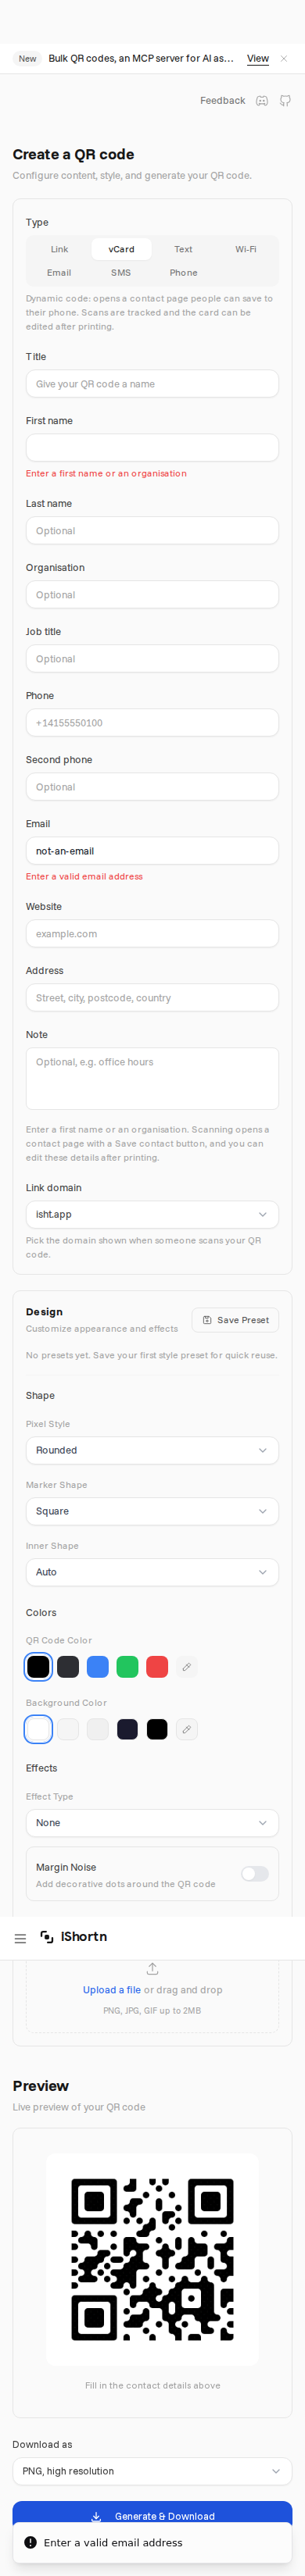 New Bulk QR codes, an MCP server for AI as... View
Feedback
Create a QR code
Configure content, style, and generate your QR code.
Type
Link vCard Text Wi-Fi
Email SMS Phone
Dynamic code: opens a contact page people can save to
their phone. Scans are tracked and the card can be
edited after printing.
Title
Give your QR code a name
First name
Enter a first name or an organisation
Last name
Optional
Organisation
Optional
Job title
Optional
Phone
+14155550100
Second phone
Optional
Email
not-an-email
Enter a valid email address
Website
example.com
Address
Street, city, postcode, country
Note
Optional, e.g. office hours
Enter a first name or an organisation. Scanning opens a
contact page with a Save contact button, and you can
edit these details after printing.
Link domain
isht.app
Pick the domain shown when someone scans your QR
code.
Design
Customize appearance and effects
Save Preset
No presets yet. Save your first style preset for quick reuse.
Shape
Pixel Style
Rounded
Marker Shape
Square
Inner Shape
Auto
Colors
QR Code Color
Background Color
Effects
Effect Type
None
Margin Noise
Add decorative dots around the QR code
IShortn
Upload a file or drag and drop
PNG, JPG, GIF up to 2MB
Preview
Live preview of your QR code
Fill in the contact details above
Download as
PNG, high resolution
Generate & Download
Enter a valid email address